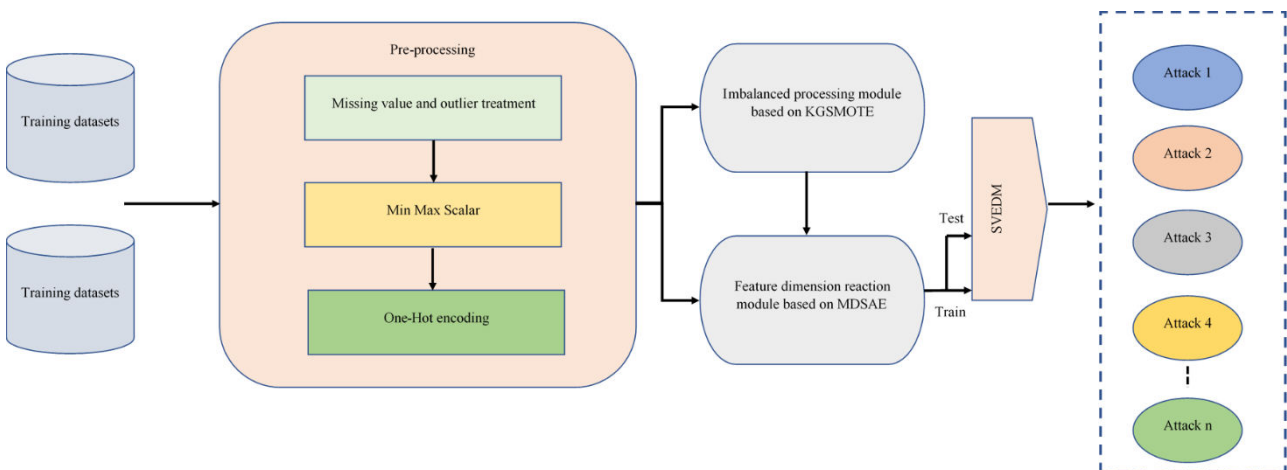 Training datasets
Training datasets
Pre-processing
Missing value and outlier treatment
Min Max Scalar
One-Hot encoding
Imbalanced processing module
based on KGSMOTE
Feature dimension reaction
module based on MDSAE
Test
Train
SVEDM
Attack 1
Attack 2
Attack 3
Attack 4
Attack n